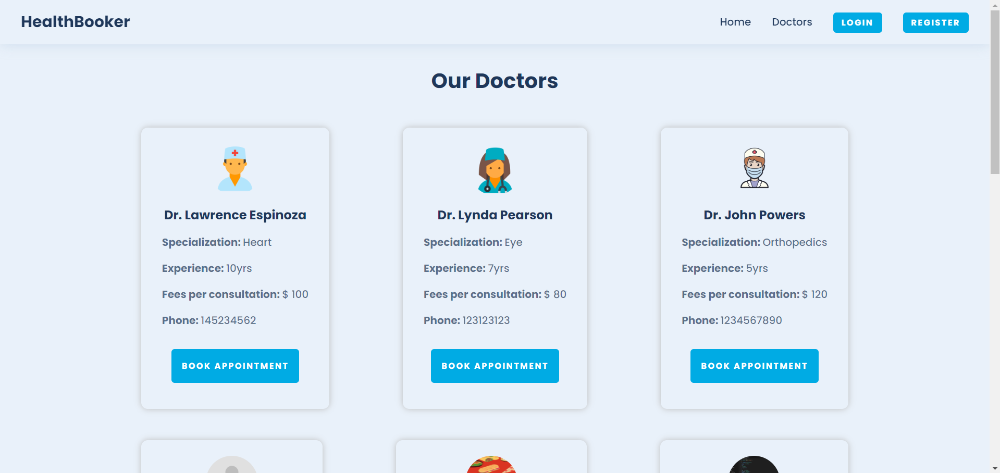 HealthBooker
Home
Doctors
LOGIN
REGISTER
Our Doctors
Dr. Lawrence Espinoza
Specialization: Heart
Experience: 10yrs
Fees per consultation: $ 100
Phone: 145234562
BOOK APPOINTMENT
Dr. Lynda Pearson
Specialization: Eye
Experience: 7yrs
Fees per consultation: $ 80
Phone: 123123123
BOOK APPOINTMENT
Dr. John Powers
Specialization: Orthopedics
Experience: 5yrs
Fees per consultation: $ 120
Phone: 1234567890
BOOK APPOINTMENT